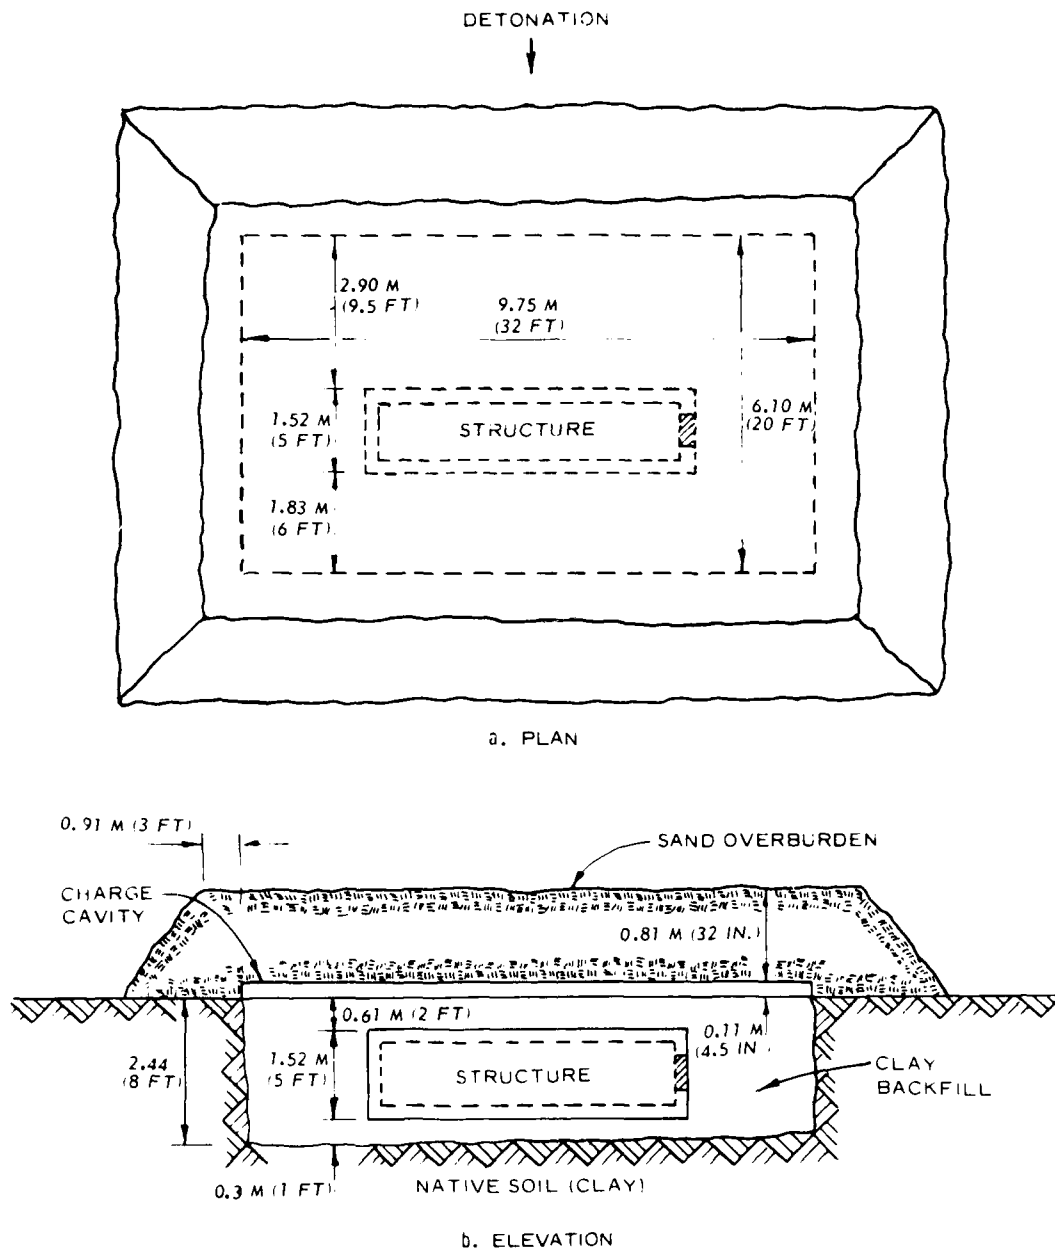 DETONATION
2.90 M
(9.5 FT)
9.75 M
(32 FT)
1.52 M
(5 FT)
STRUCTURE
6.10 M
(20 FT)
1.83 M
(6 FT)
a. PLAN
0.91 M (3 FT)
SAND OVERBURDEN
CHARGE
CAVITY
0.81 M (32 IN.)
0.61 M (2 FT)
0.11 M
(4.5 IN.)
2.44
(8 FT)
1.52 M
(5 FT)
STRUCTURE
CLAY
BACKFILL
0.3 M (1 FT)
NATIVE SOIL (CLAY)
b. ELEVATION